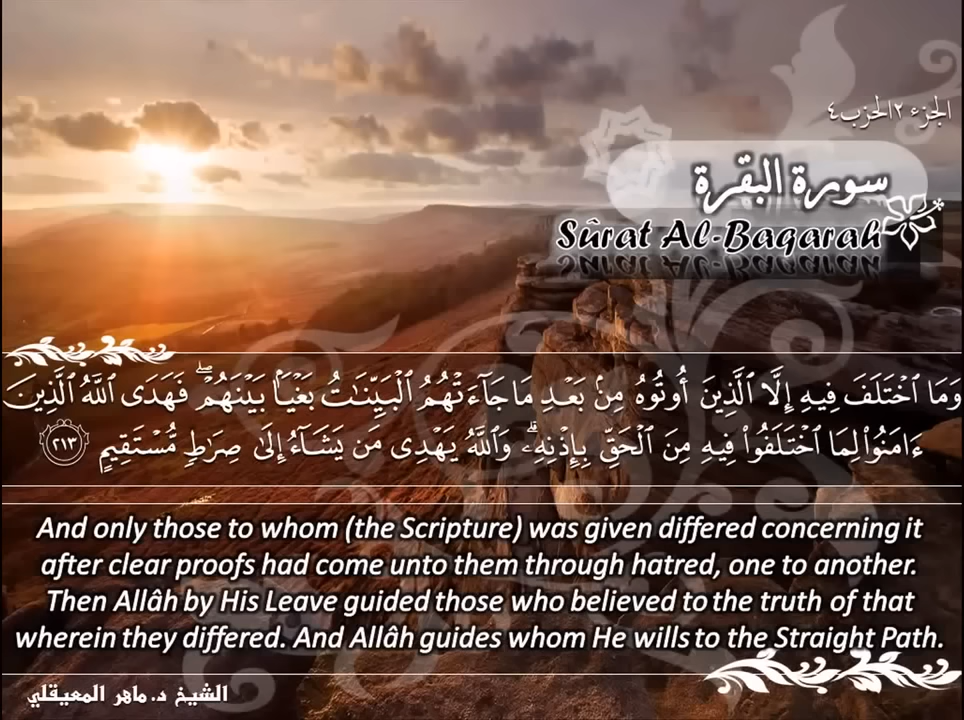 الجزء ٢ الحزب ٤
سورة البقرة
Sûrat Al-Baqarah
وَمَا ٱخْتَلَفَ فِيهِ إِلَّا ٱلَّذِينَ أُوتُوهُ مِنۢ بَعْدِ مَا جَآءَتْهُمُ ٱلْبَيِّنَـٰتُ بَغْيًۢا بَيْنَهُمْ ۖ فَهَدَى ٱللَّهُ ٱلَّذِينَ
ءَامَنُوا۟ لِمَا ٱخْتَلَفُوا۟ فِيهِ مِنَ ٱلْحَقِّ بِإِذْنِهِۦ ۗ وَٱللَّهُ يَهْدِى مَن يَشَآءُ إِلَىٰ صِرَٰطٍ مُّسْتَقِيمٍ ٢١٣
And only those to whom (the Scripture) was given differed concerning it
after clear proofs had come unto them through hatred, one to another.
Then Allâh by His Leave guided those who believed to the truth of that
wherein they differed. And Allâh guides whom He wills to the Straight Path.
الشيخ د. ماهر المعيقلي